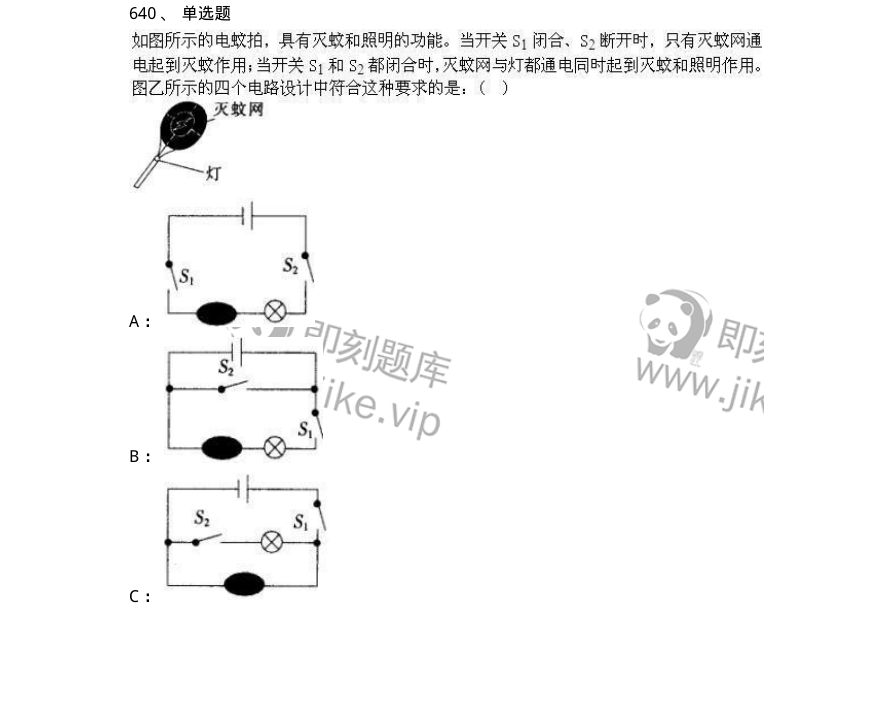 640 、 单选题
如图所示的电蚊拍，具有灭蚊和照明的功能。当开关 S1 闭合、S2 断开时，只有灭蚊网通
电起到灭蚊作用；当开关 S1 和 S2 都闭合时，灭蚊网与灯都通电同时起到灭蚊和照明作用。
图乙所示的四个电路设计中符合这种要求的是：（ ）
灭蚊网
灯
S1
S2
A：
S2
S1
B：
S2
S1
C：
即刻题库
jike.vip
即刻
www.jik